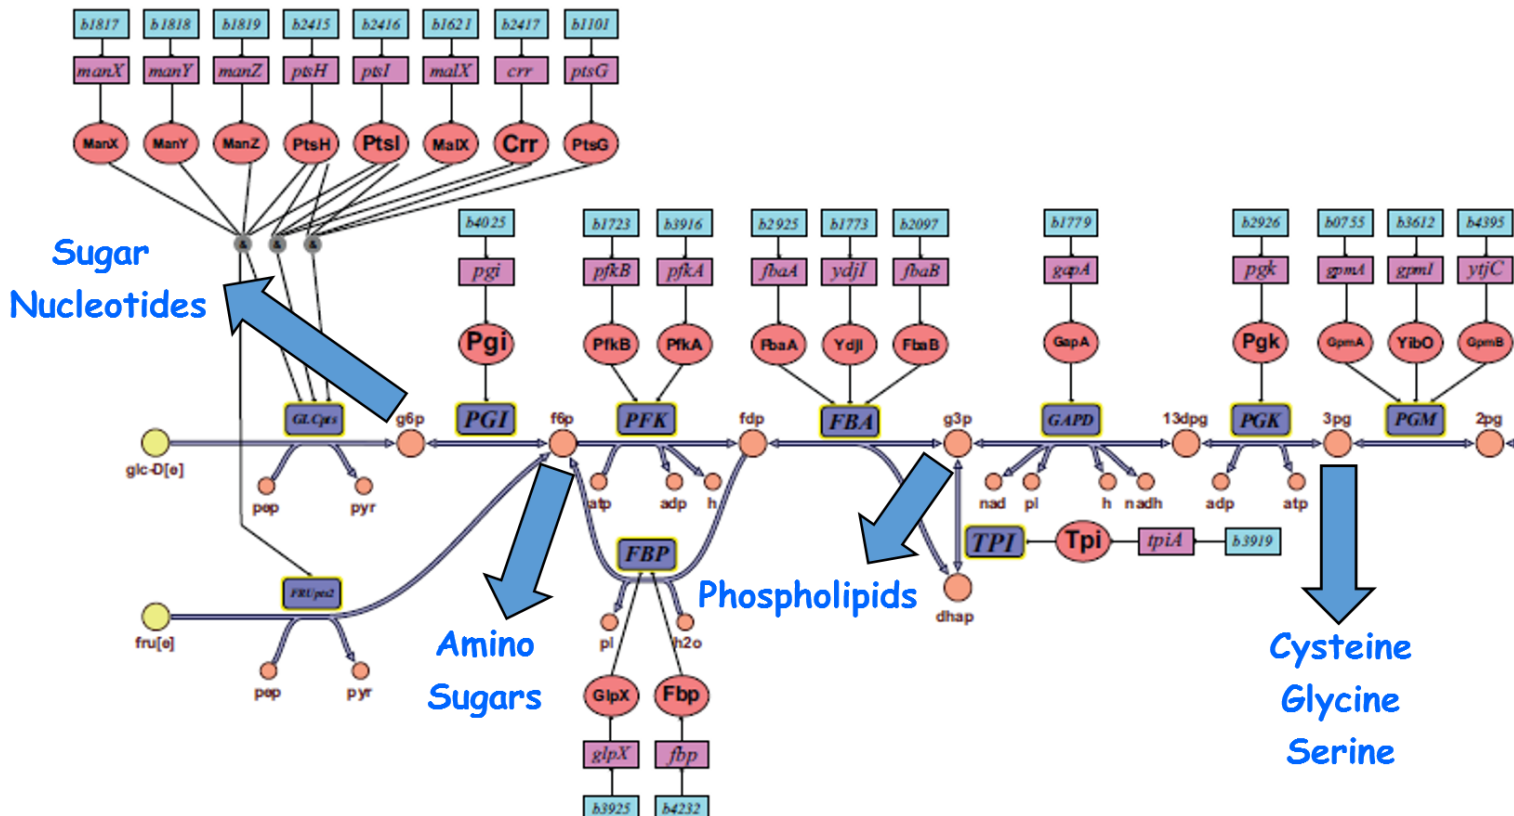 b1817 b1818 b1819 b2415 b2416 b1621 b2417 b1101
manX manY manZ ptsH ptsI malX crr ptsG
ManX ManY ManZ PtsH PtsI MalX Crr PtsG
& & &
b4025 b1723 b3916 b2925 b1773 b2097 b1779 b2926 b0755 b3612 b4395
pgi pfkB pfkA fbaA ydjI fbaB gapA pgk gpmA gpmI ytjC
Pgi PfkB PfkA FbaA YdjI FbaB GapA Pgk GpmA YibO GpmB
Sugar
Nucleotides
GLCpts PGI PFK FBA GAPD PGK PGM
g6p f6p fdp g3p 13dpg 3pg 2pg
glc-D[e]
pep pyr atp adp h nad pi h nadh adp atp
FBP TPI Tpi tpiA b3919
FRUpts2
Phospholipids
dhap
fru[e]
pi h2o
pep pyr
Amino
Sugars
Cysteine
Glycine
Serine
GlpX Fbp
glpX fbp
b3925 b4232